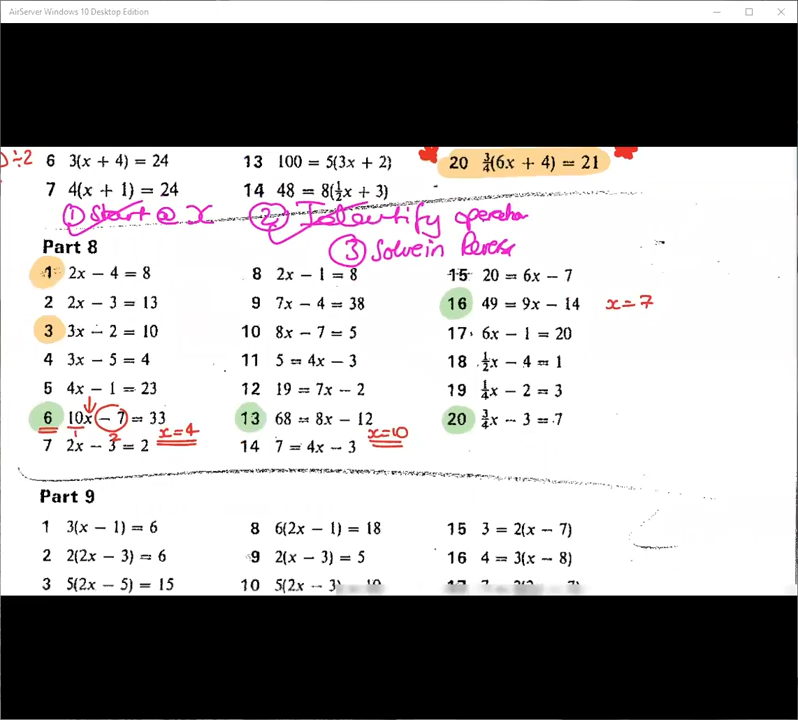 AirServer Windows 10 Desktop Edition
÷2 6 3(x + 4) = 24 13 100 = 5(3x + 2) 20 ¾(6x + 4) = 21
7 4(x + 1) = 24 14 48 = 8(½x + 3)
① Start @ x ② Identify operation
③ Solve in Reverse
Part 8
1 2x − 4 = 8 8 2x − 1 = 8 15 20 = 6x − 7
2 2x − 3 = 13 9 7x − 4 = 38 16 49 = 9x − 14 x = 7
3 3x − 2 = 10 10 8x − 7 = 5 17 6x − 1 = 20
4 3x − 5 = 4 11 5 = 4x − 3 18 ½x − 4 = 1
5 4x − 1 = 23 12 19 = 7x − 2 19 ¼x − 2 = 3
6 10x − 7 = 33 13 68 = 8x − 12 20 ¾x − 3 = 7
1 2 x=4 x=10
7 2x − 3 = 2 14 7 = 4x − 3
Part 9
1 3(x − 1) = 6 8 6(2x − 1) = 18 15 3 = 2(x − 7)
2 2(2x − 3) = 6 9 2(x − 3) = 5 16 4 = 3(x − 8)
3 5(2x − 5) = 15 10 5(2x − 3)